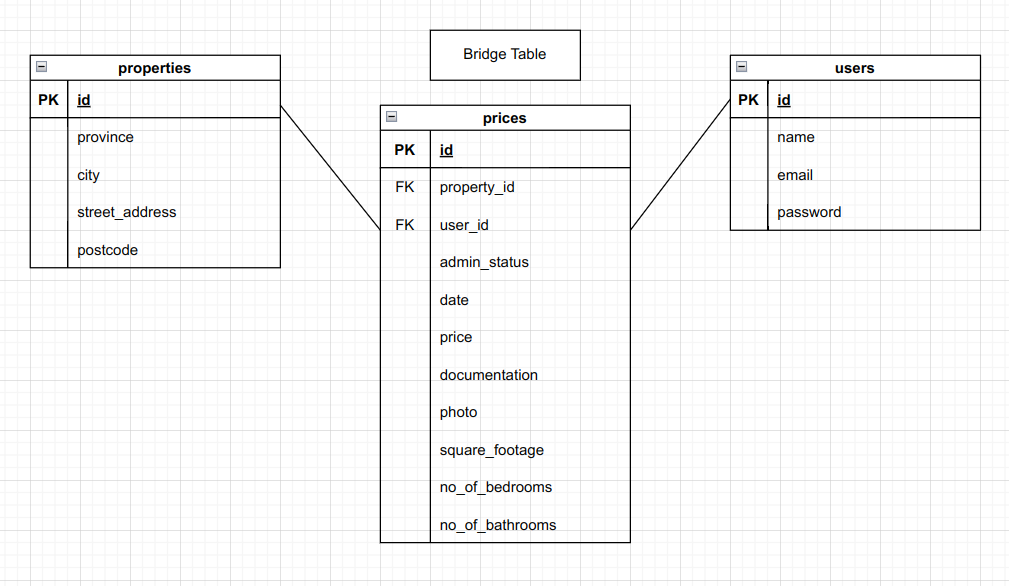 Bridge Table
properties
PK id
province
city
street_address
postcode
prices
PK id
FK property_id
FK user_id
admin_status
date
price
documentation
photo
square_footage
no_of_bedrooms
no_of_bathrooms
users
PK id
name
email
password